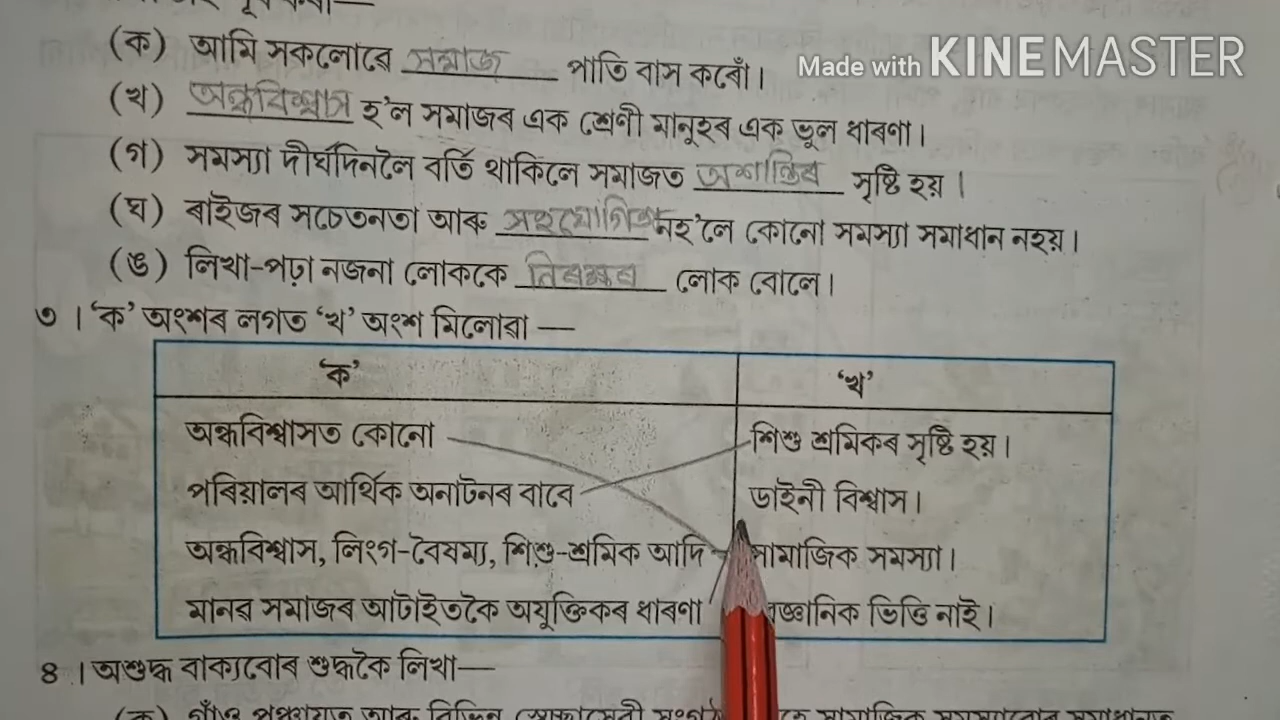 (ক) আমি সকলোৱে সমাজ পাতি বাস কৰোঁ।
Made with KINEMASTER
(খ) অন্ধবিশ্বাস হ'ল সমাজৰ এক শ্ৰেণী মানুহৰ এক ভুল ধাৰণা।
(গ) সমস্যা দীৰ্ঘদিনলৈ বৰ্তি থাকিলে সমাজত অশান্তিৰ সৃষ্টি হয়।
(ঘ) ৰাইজৰ সচেতনতা আৰু সহযোগিতা নহ'লে কোনো সমস্যা সমাধান নহয়।
(ঙ) লিখা-পঢ়া নজনা লোককে লোক বোলে।
৩। 'ক' অংশৰ লগত 'খ' অংশ মিলোৱা —
'ক' 'খ'
অন্ধবিশ্বাসত কোনো শিশু শ্ৰমিকৰ সৃষ্টি হয়।
পৰিয়ালৰ আৰ্থিক অনাটনৰ বাবে ডাইনী বিশ্বাস।
অন্ধবিশ্বাস, লিংগ-বৈষম্য, শিশু-শ্ৰমিক আদি সামাজিক সমস্যা।
মানৱ সমাজৰ আটাইতকৈ অযুক্তিকৰ ধাৰণা ভিত্তি নাই।
৪। অশুদ্ধ বাক্যবোৰ শুদ্ধকৈ লিখা—
(ক) গাঁও পঞ্চায়ত আৰু বিভিন্ন